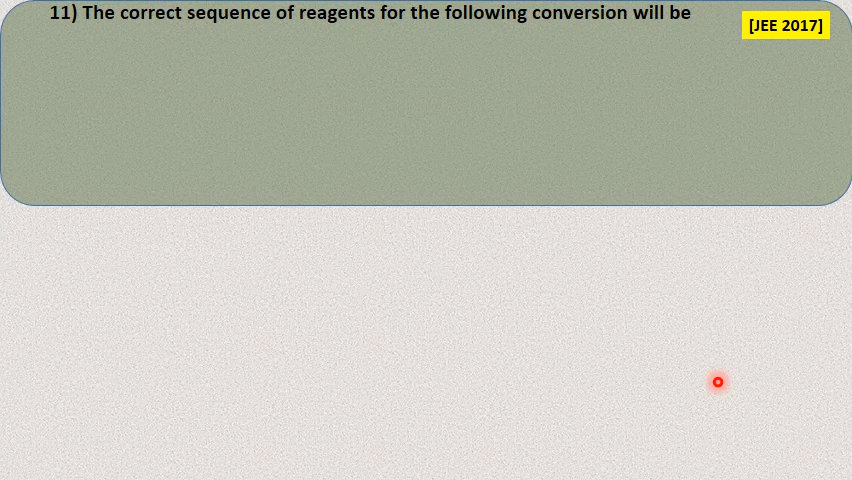 11) The correct sequence of reagents for the following conversion will be
[JEE 2017]